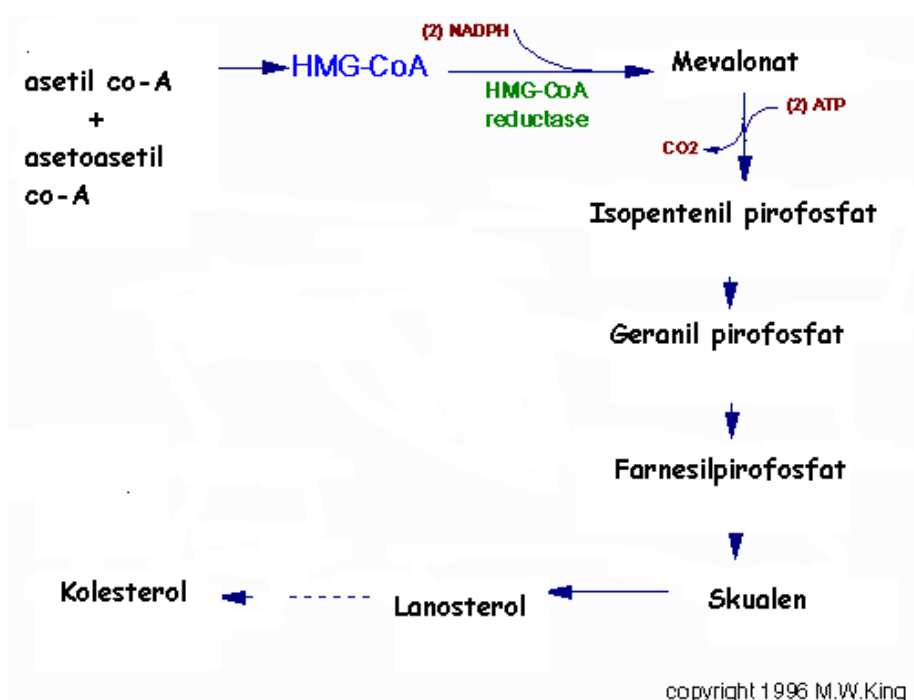 asetil co-A
+
asetoasetil
co-A
HMG-CoA
(2) NADPH
HMG-CoA
reductase
Mevalonat
(2) ATP
CO2
Isopentenil pirofosfat
Geranil pirofosfat
Farnesilpirofosfat
Skualen
Lanosterol
Kolesterol
copyright 1996 M.W.King